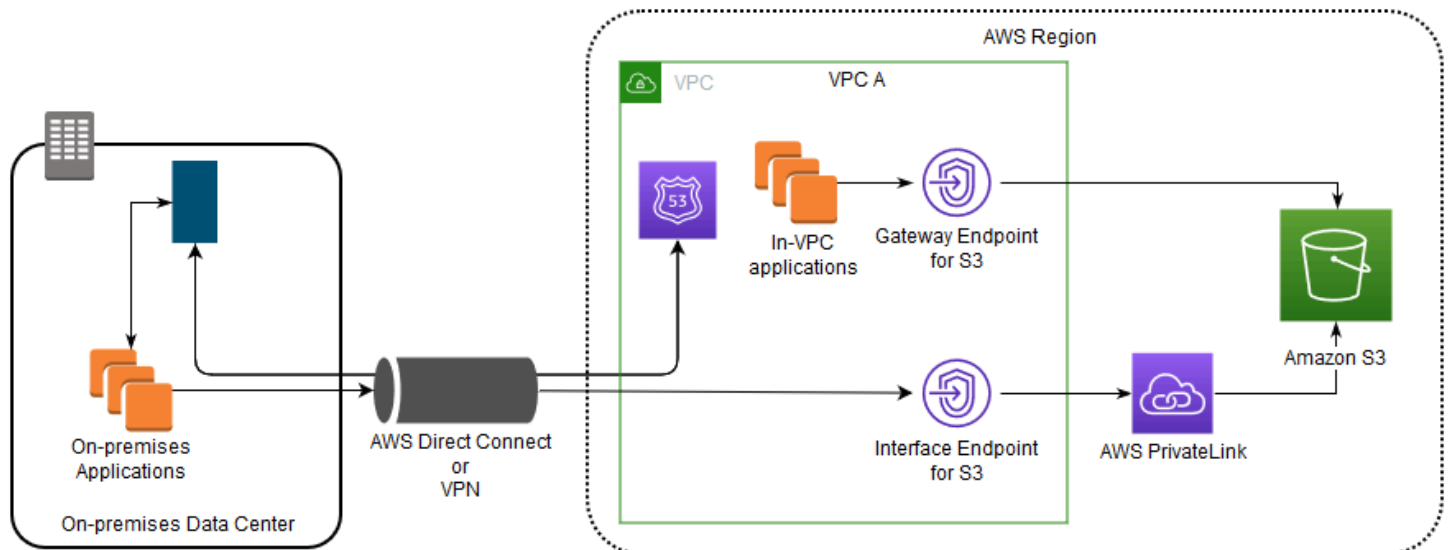 AWS Region
VPC
VPC A
53
In-VPC
applications
Gateway Endpoint
for S3
Amazon S3
On-premises
Applications
AWS Direct Connect
or
VPN
Interface Endpoint
for S3
AWS PrivateLink
On-premises Data Center